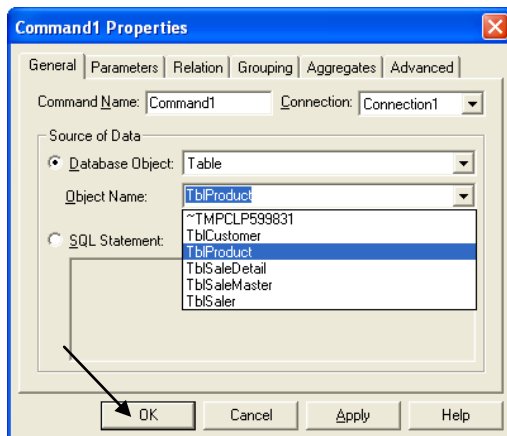 Command1 Properties
General Parameters Relation Grouping Aggregates Advanced
Command Name: Command1 Connection: Connection1
Source of Data
Database Object: Table
Object Name: TblProduct
~TMPCLP599831
TblCustomer
SQL Statement: TblProduct
TblSaleDetail
TblSaleMaster
TblSaler
OK Cancel Apply Help